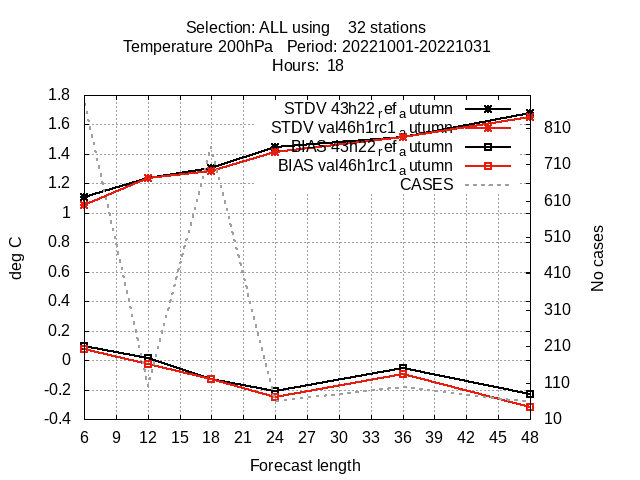 Selection: ALL using    32 stations
Temperature 200hPa   Period: 20221001-20221031
Hours: 18
STDV 43h22ref_autumn
STDV val46h1rc1_autumn
BIAS 43h22ref_autumn
BIAS val46h1rc1_autumn
CASES
1.8
1.6
1.4
1.2
1
0.8
0.6
0.4
0.2
0
-0.2
-0.4
deg C
810
710
610
510
410
310
210
110
10
No cases
6 9 12 15 18 21 24 27 30 33 36 39 42 45 48
Forecast length